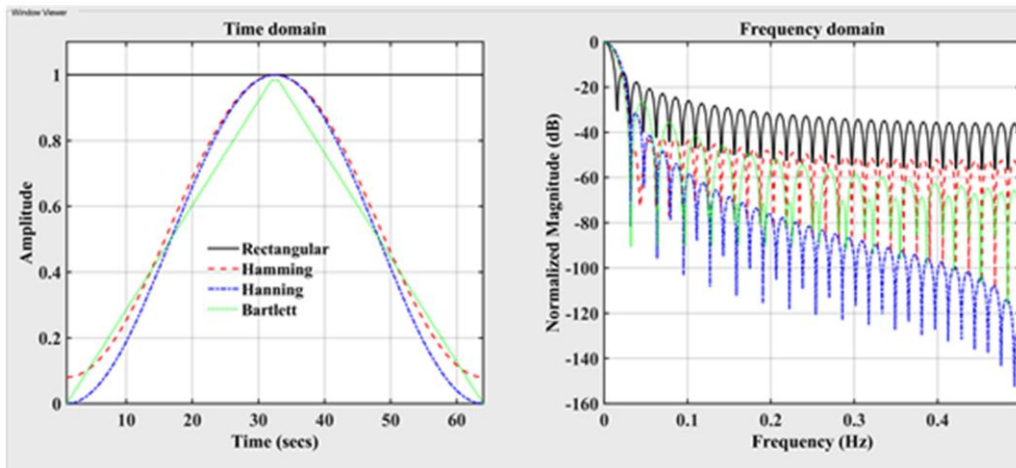 Window Viewer
Time domain
Amplitude
1
0.8
0.6
0.4
0.2
0
Rectangular
Hamming
Hanning
Bartlett
10 20 30 40 50 60
Time (secs)
Frequency domain
Normalized Magnitude (dB)
0
-20
-40
-60
-80
-100
-120
-140
-160
0 0.1 0.2 0.3 0.4
Frequency (Hz)